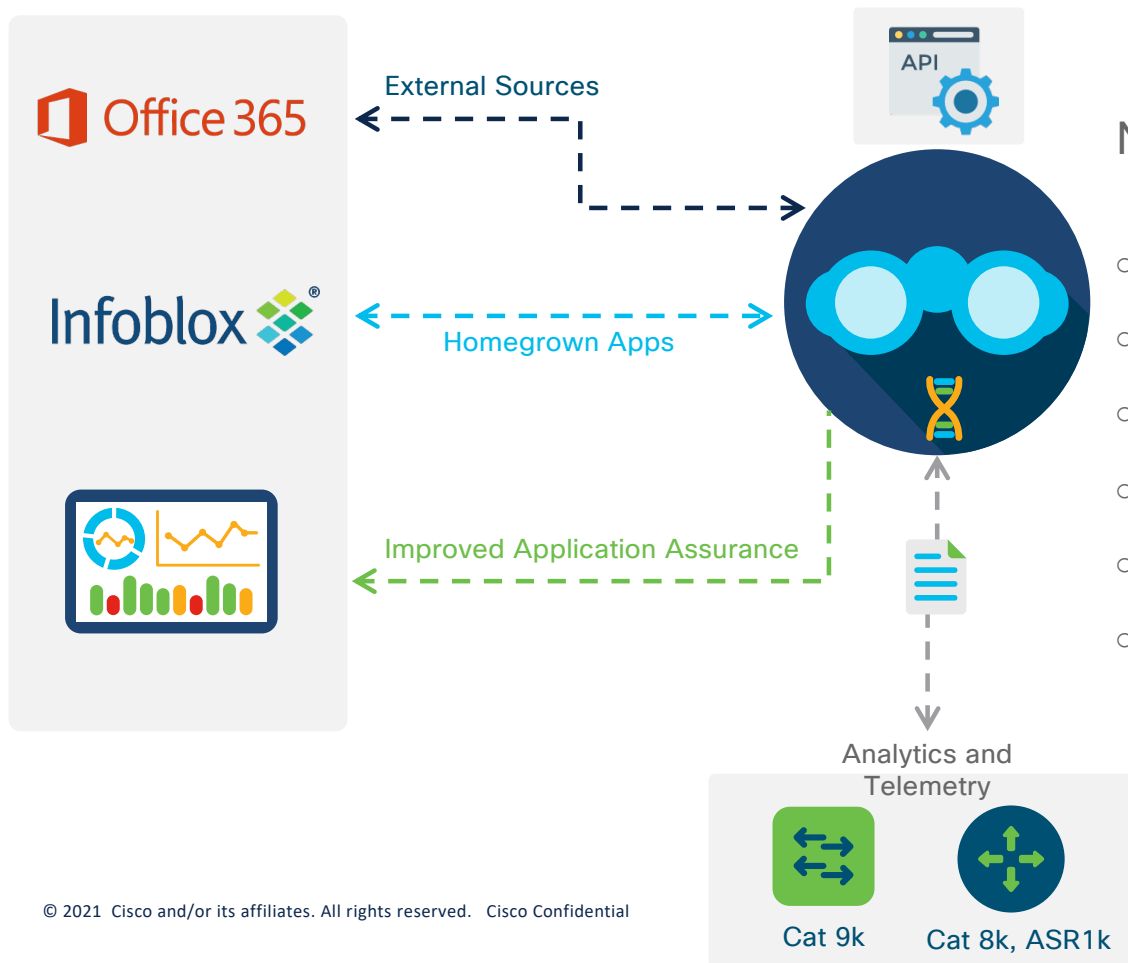 Office 365
External Sources
API
Infoblox®
Homegrown Apps
Improved Application Assurance
Analytics and
Telemetry
© 2021 Cisco and/or its affiliates. All rights reserved. Cisco Confidential
Cat 9k
Cat 8k, ASR1k